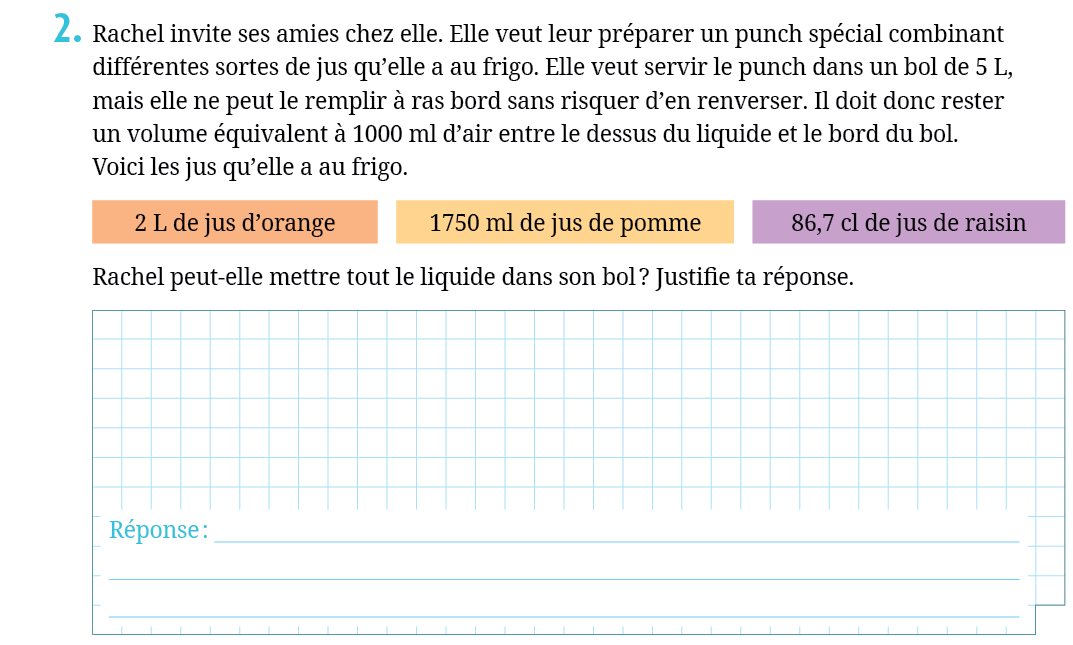 2. Rachel invite ses amies chez elle. Elle veut leur préparer un punch spécial combinant
différentes sortes de jus qu’elle a au frigo. Elle veut servir le punch dans un bol de 5 L,
mais elle ne peut le remplir à ras bord sans risquer d’en renverser. Il doit donc rester
un volume équivalent à 1000 ml d’air entre le dessus du liquide et le bord du bol.
Voici les jus qu’elle a au frigo.
2 L de jus d’orange
1750 ml de jus de pomme
86,7 cl de jus de raisin
Rachel peut-elle mettre tout le liquide dans son bol ? Justifie ta réponse.
Réponse :